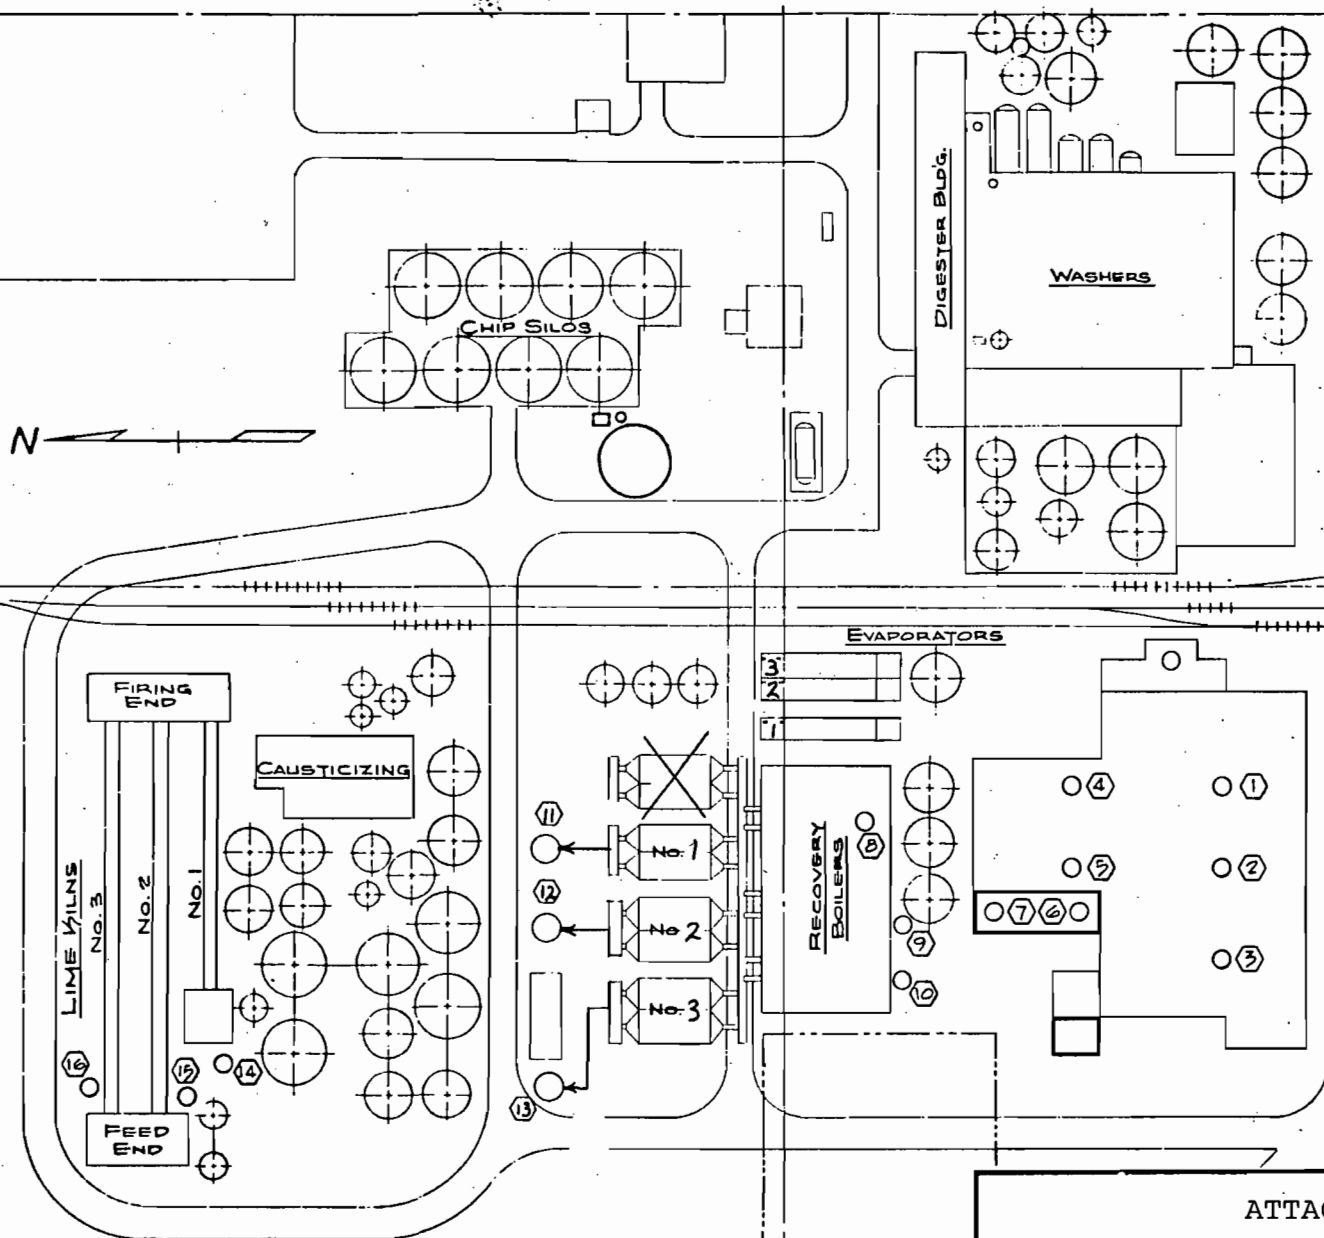 DIGESTER BLD'G.
WASHERS
CHIP SILOS
N
EVAPORATORS
3
2
1
FIRING
END
CAUSTICIZING
LIME KILNS
No. 3
No. 2
No. 1
11
No. 1
12
No. 2
No. 3
13
RECOVERY
BOILERS
8
9
10
4
1
5
2
7
6
3
16
15
14
FEED
END
ATTAC